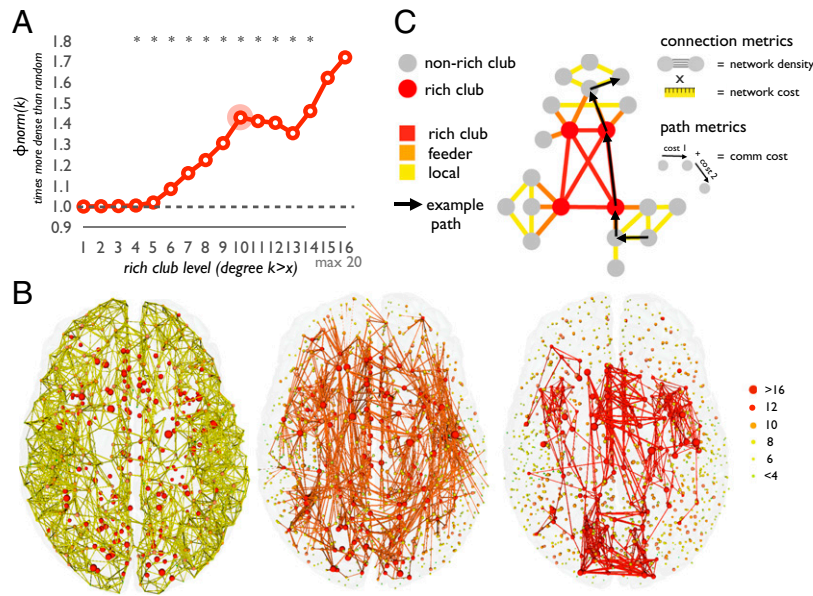 A
1.8
1.7
1.6
1.5
1.4
1.3
1.2
1.1
1.0
0.9
ϕnorm(k)
times more dense than random
* * * * * * * * * * *
1 2 3 4 5 6 7 8 9 10 11 12 13 14 15 16
max 20
rich club level (degree k>x)
C
non-rich club
rich club
rich club
feeder
local
example
path
connection metrics
= network density
x
= network cost
path metrics
cost 1
+
cost 2
= comm cost
B
>16
12
10
8
6
<4